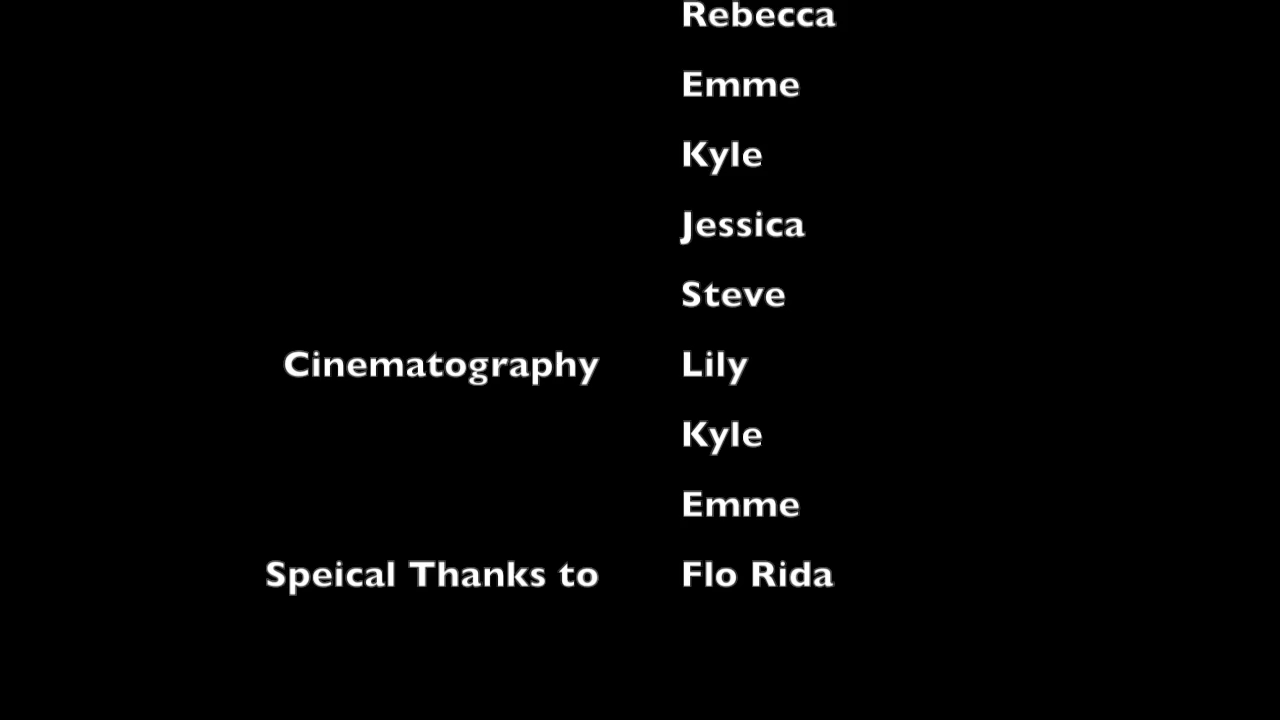 Rebecca
Emme
Kyle
Jessica
Steve
Cinematography Lily
Kyle
Emme
Speical Thanks to Flo Rida